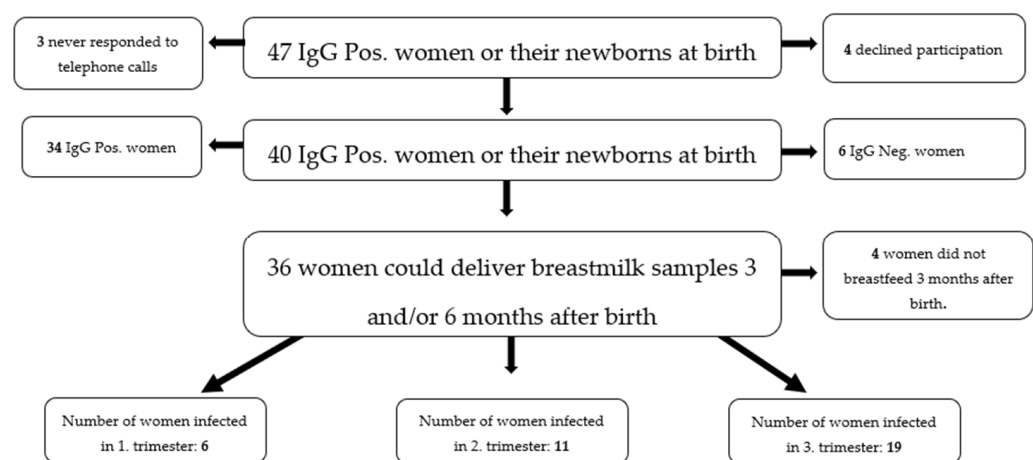 3 never responded to
telephone calls
47 IgG Pos. women or their newborns at birth
4 declined participation
34 IgG Pos. women
40 IgG Pos. women or their newborns at birth
6 IgG Neg. women
36 women could deliver breastmilk samples 3
and/or 6 months after birth
4 women did not
breastfeed 3 months after
birth.
Number of women infected
in 1. trimester: 6
Number of women infected
in 2. trimester: 11
Number of women infected
in 3. trimester: 19